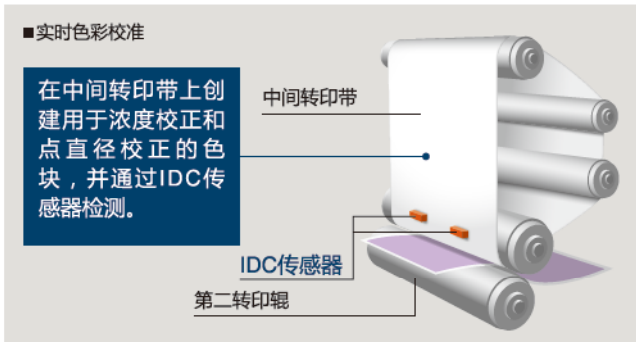 ■实时色彩校准
在中间转印带上创
建用于浓度校正和
点直径校正的色
块，并通过IDC传
感器检测。
中间转印带
IDC传感器
第二转印辊